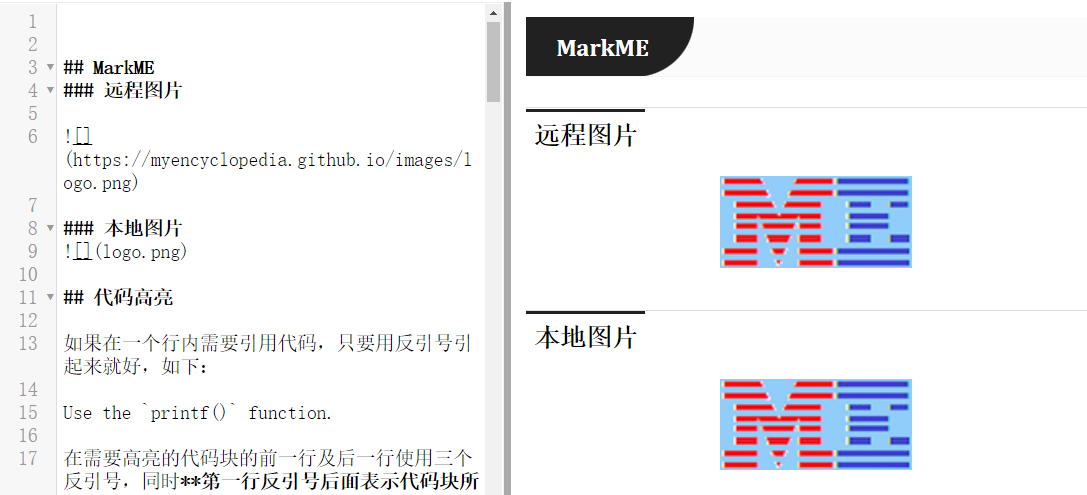 1
2
3 ## MarkME
4 ### 远程图片
5
6 ![]
(https://myencyclopedia.github.io/images/l
ogo.png)
7
8 ### 本地图片
9 ![](logo.png)
10
11 ## 代码高亮
12
13 如果在一个行内需要引用代码，只要用反引号引
起来就好，如下：
14
15 Use the `printf()` function.
16
17 在需要高亮的代码块的前一行及后一行使用三个
反引号，同时**第一行反引号后面表示代码块所
MarkME
远程图片
ME
本地图片
ME